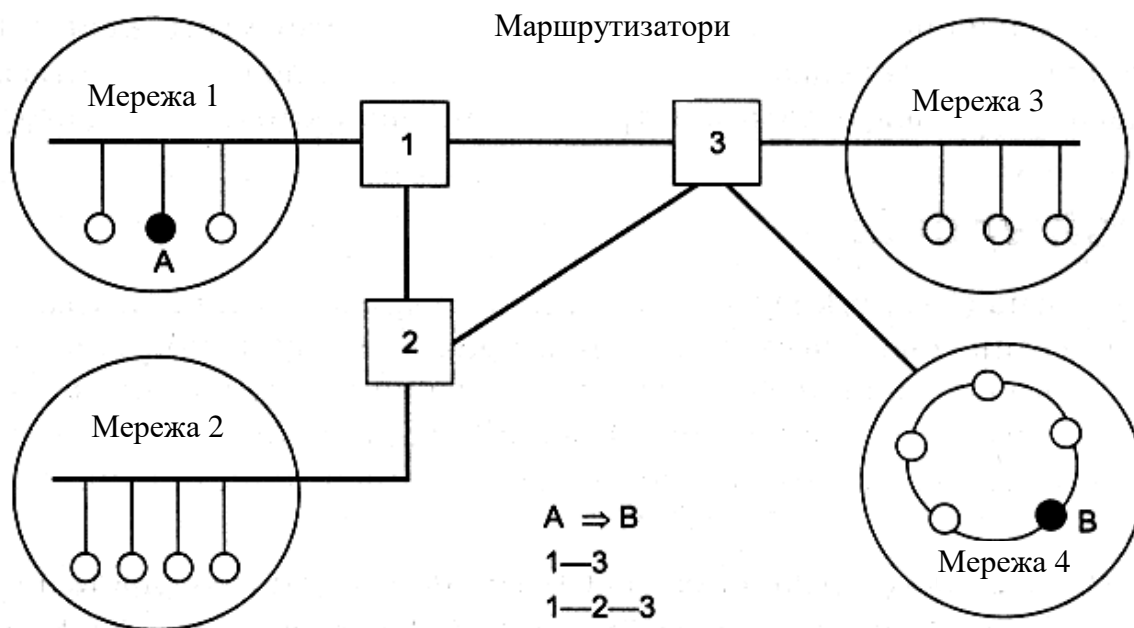 Маршрутизатори
Мережа 1
Мережа 3
1
3
A
2
Мережа 2
B
Мережа 4
A ⇒ B
1—3
1—2—3